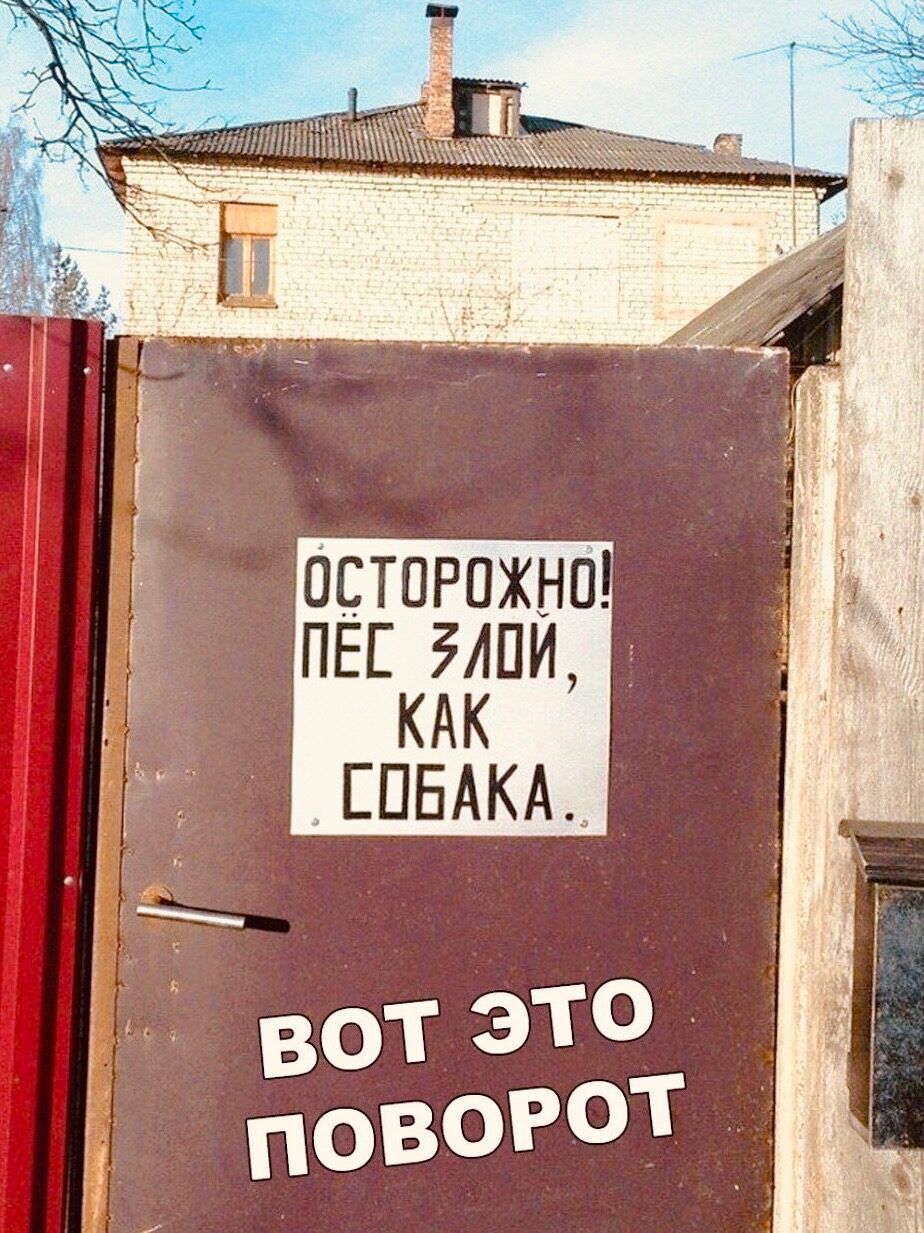 ОСТОРОЖНО!
ПЁС ЗЛОЙ,
КАК
СОБАКА.
ВОТ ЭТО
ПОВОРОТ